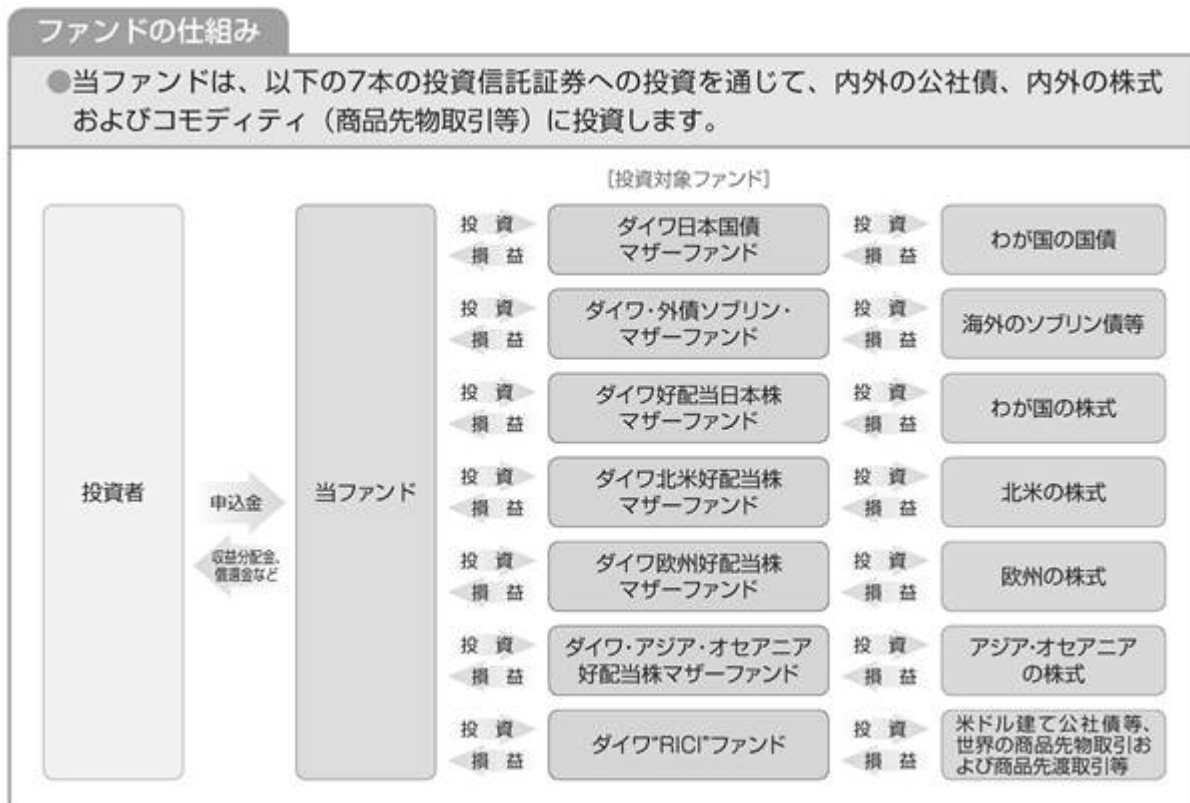 ファンドの仕組み
●当ファンドは、以下の7本の投資信託証券への投資を通じて、内外の公社債、内外の株式
およびコモディティ（商品先物取引等）に投資します。
[投資対象ファンド]
投資者
申込金
収益分配金、
償還金など
当ファンド
投 資
損 益
ダイワ日本国債
マザーファンド
投 資
損 益
わが国の国債
投 資
損 益
ダイワ・外債ソブリン・
マザーファンド
投 資
損 益
海外のソブリン債等
投 資
損 益
ダイワ好配当日本株
マザーファンド
投 資
損 益
わが国の株式
投 資
損 益
ダイワ北米好配当株
マザーファンド
投 資
損 益
北米の株式
投 資
損 益
ダイワ欧州好配当株
マザーファンド
投 資
損 益
欧州の株式
投 資
損 益
ダイワ・アジア・オセアニア
好配当株マザーファンド
投 資
損 益
アジア・オセアニア
の株式
投 資
損 益
ダイワ"RICI"ファンド
投 資
損 益
米ドル建て公社債等、
世界の商品先物取引お
よび商品先渡取引等